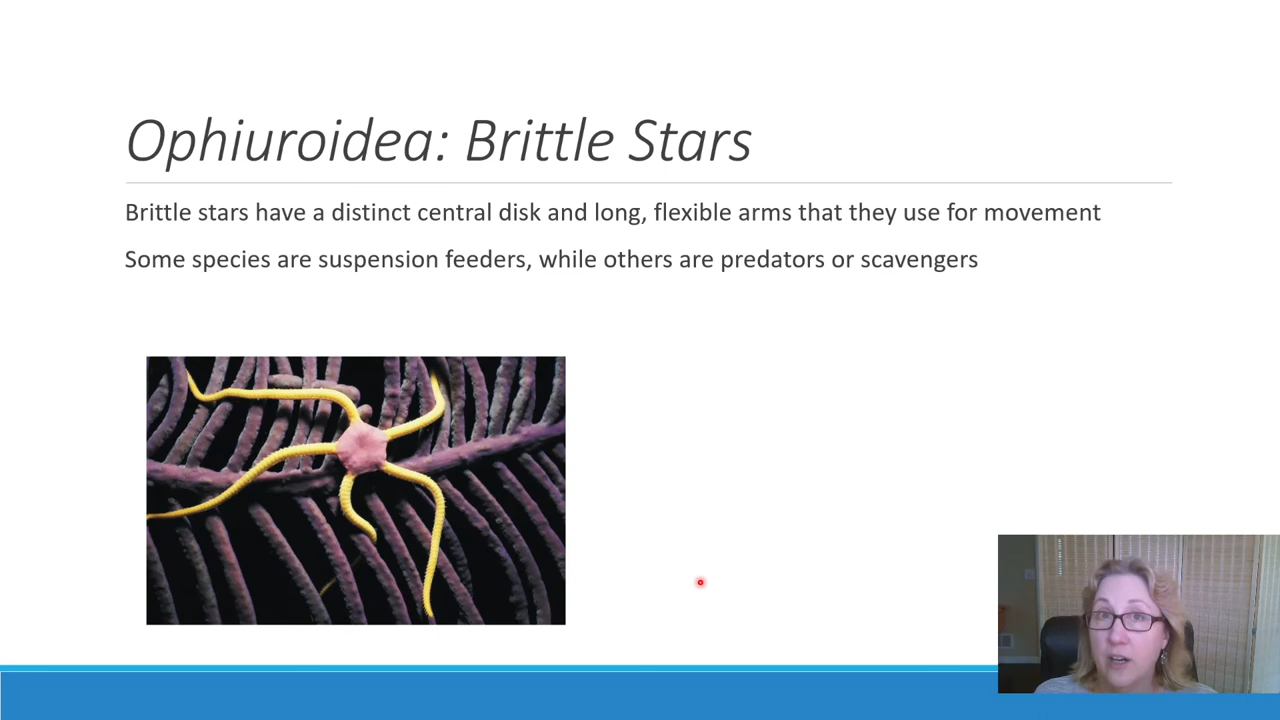 Ophiuroidea: Brittle Stars
Brittle stars have a distinct central disk and long, flexible arms that they use for movement
Some species are suspension feeders, while others are predators or scavengers